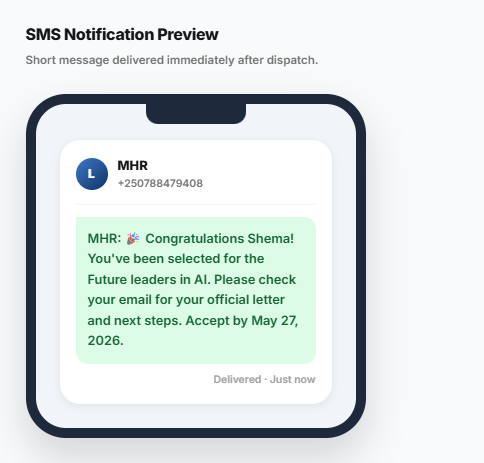 SMS Notification Preview
Short message delivered immediately after dispatch.
L
MHR
+250788479408
MHR: 🎉 Congratulations Shema!
You've been selected for the
Future leaders in AI. Please check
your email for your official letter
and next steps. Accept by May 27,
2026.
Delivered · Just now